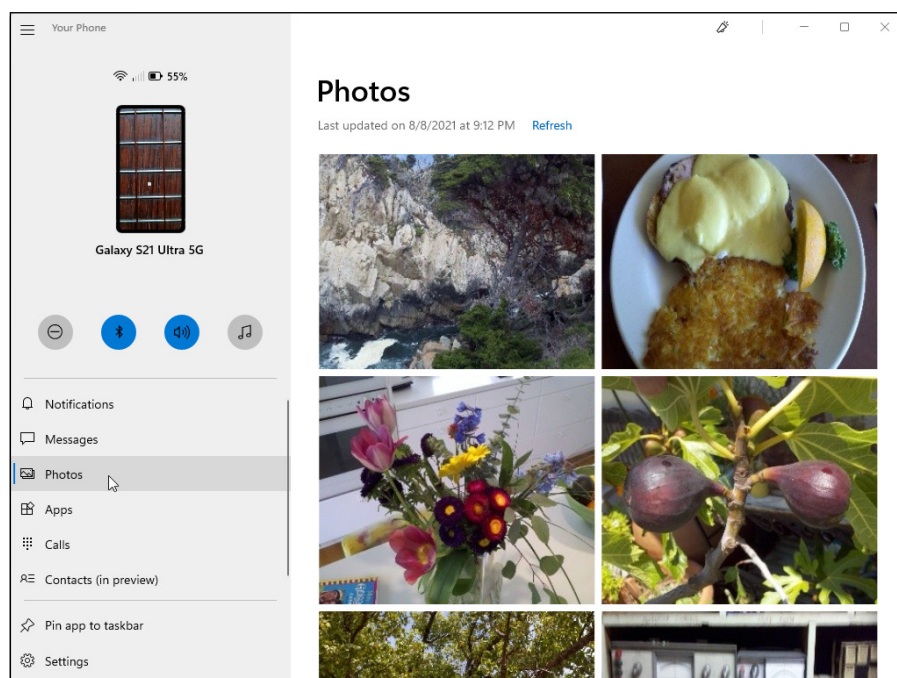 Your Phone
55%
Galaxy S21 Ultra 5G
Notifications
Messages
Photos
Apps
Calls
Contacts (in preview)
Pin app to taskbar
Settings
Photos
Last updated on 8/8/2021 at 9:12 PM Refresh